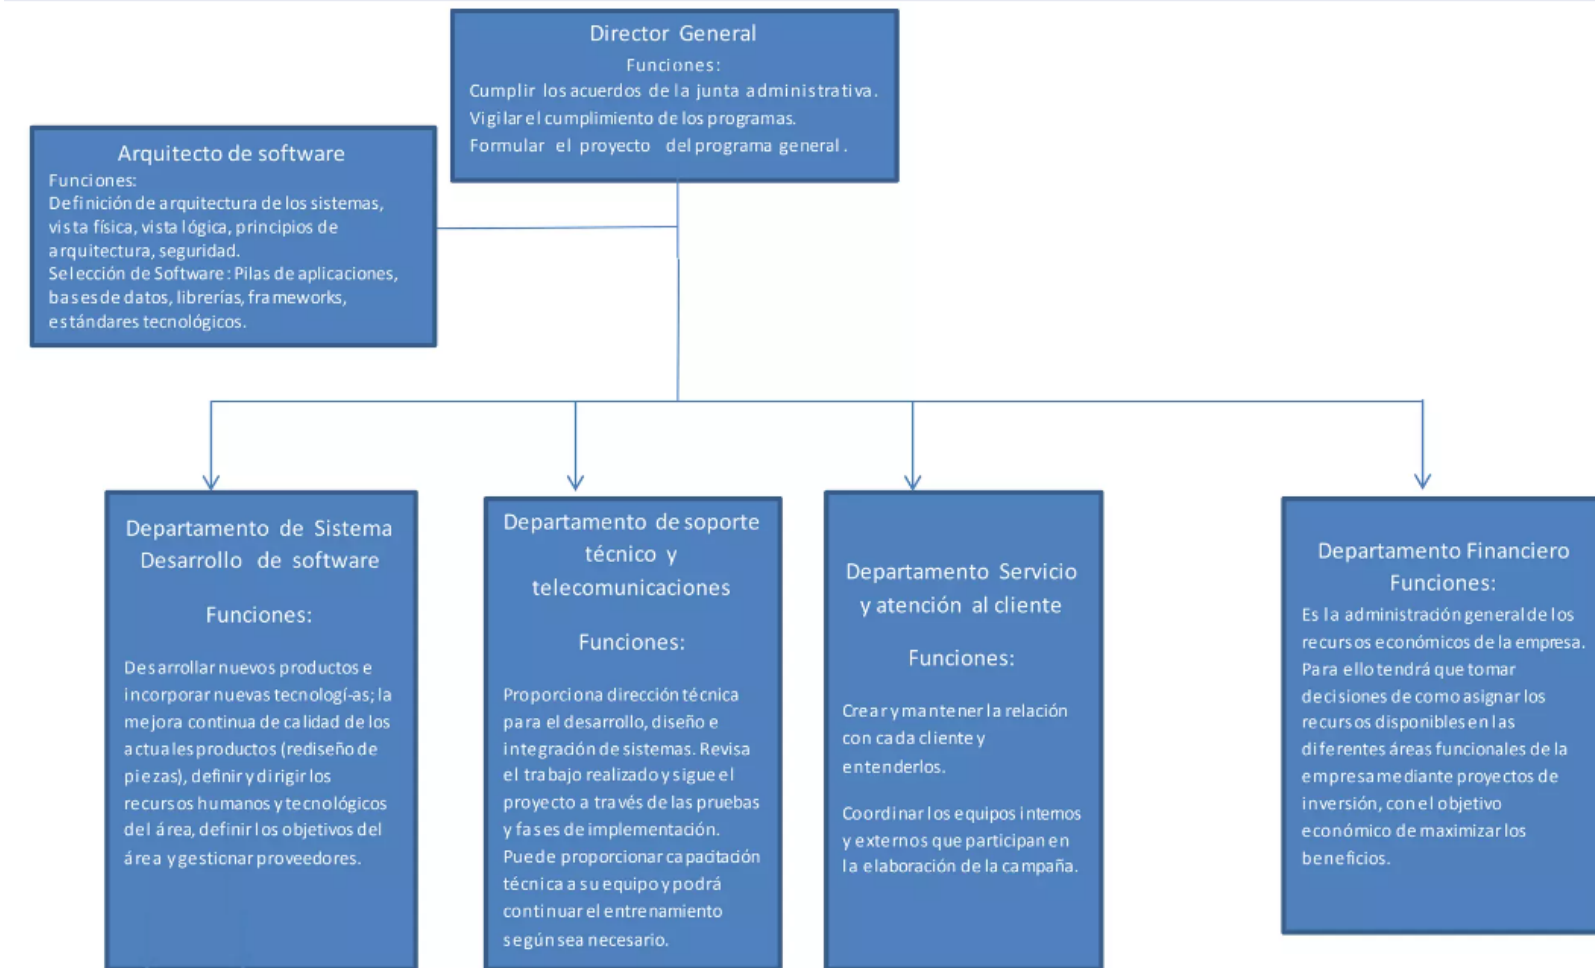 Director General
Funciones:
Cumplir los acuerdos de la junta administrativa.
Vigilar el cumplimiento de los programas.
Formular el proyecto del programa general.
Arquitecto de software
Funciones:
Definición de arquitectura de los sistemas,
vista física, vista lógica, principios de
arquitectura, seguridad.
Selección de Software: Pilas de aplicaciones,
bases de datos, librerías, frameworks,
estándares tecnológicos.
Departamento de Sistema
Desarrollo de software
Funciones:
Desarrollar nuevos productos e
incorporar nuevas tecnologí-as; la
mejora continua de calidad de los
actuales productos (rediseño de
piezas), definir y dirigir los
recursos humanos y tecnológicos
del área, definir los objetivos del
área y gestionar proveedores.
Departamento de soporte
técnico y
telecomunicaciones
Funciones:
Proporciona dirección técnica
para el desarrollo, diseño e
integración de sistemas. Revisa
el trabajo realizado y sigue el
proyecto a través de las pruebas
y fases de implementación.
Puede proporcionar capacitación
técnica a su equipo y podrá
continuar el entrenamiento
según sea necesario.
Departamento Servicio
y atención al cliente
Funciones:
Crear y mantener la relación
con cada cliente y
entenderlos.
Coordinar los equipos internos
y externos que participan en
la elaboración de la campaña.
Departamento Financiero
Funciones:
Es la administración general de los
recursos económicos de la empresa.
Para ello tendrá que tomar
decisiones de como asignar los
recursos disponibles en las
diferentes áreas funcionales de la
empresa mediante proyectos de
inversión, con el objetivo
económico de maximizar los
beneficios.